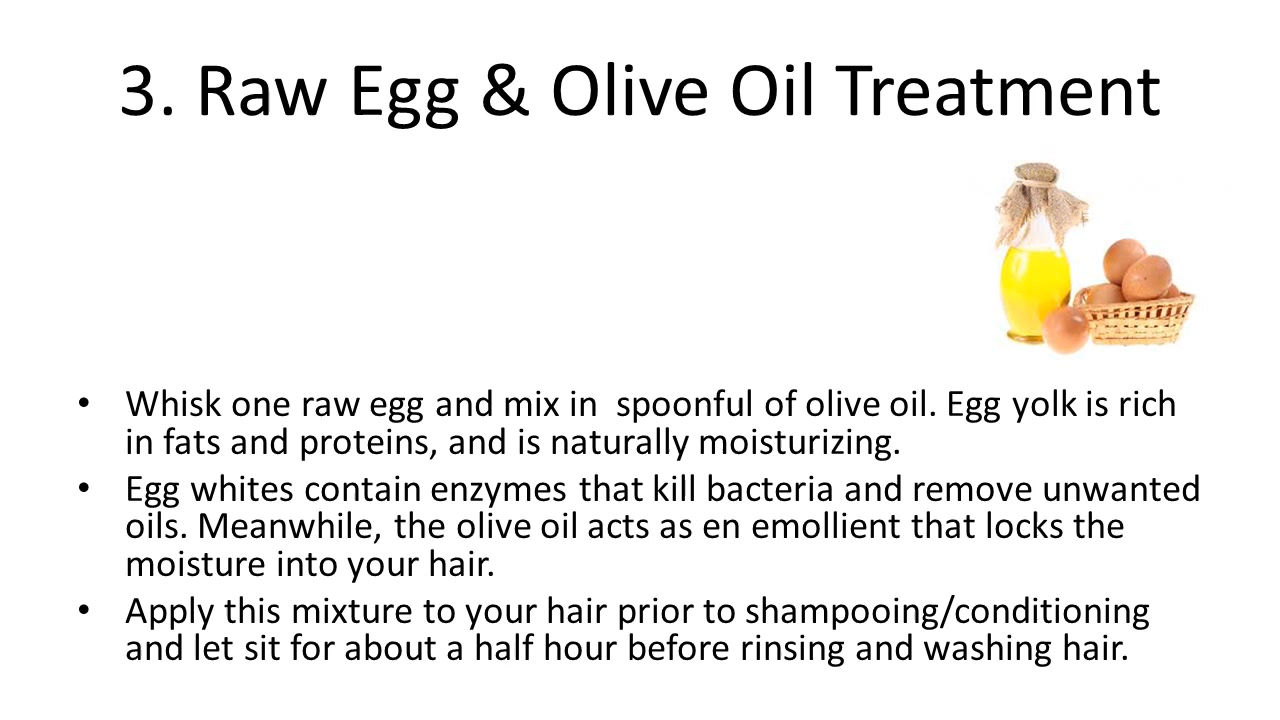 3. Raw Egg & Olive Oil Treatment
• Whisk one raw egg and mix in  spoonful of olive oil. Egg yolk is rich
in fats and proteins, and is naturally moisturizing.
• Egg whites contain enzymes that kill bacteria and remove unwanted
oils. Meanwhile, the olive oil acts as en emollient that locks the
moisture into your hair.
• Apply this mixture to your hair prior to shampooing/conditioning
and let sit for about a half hour before rinsing and washing hair.